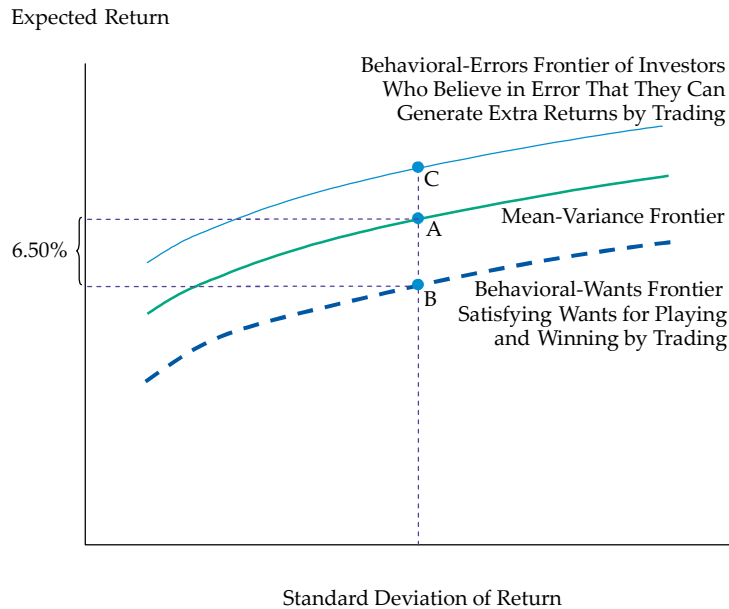 Expected Return
Behavioral-Errors Frontier of Investors
Who Believe in Error That They Can
Generate Extra Returns by Trading
C
A
Mean-Variance Frontier
6.50%
B
Behavioral-Wants Frontier
Satisfying Wants for Playing
and Winning by Trading
Standard Deviation of Return